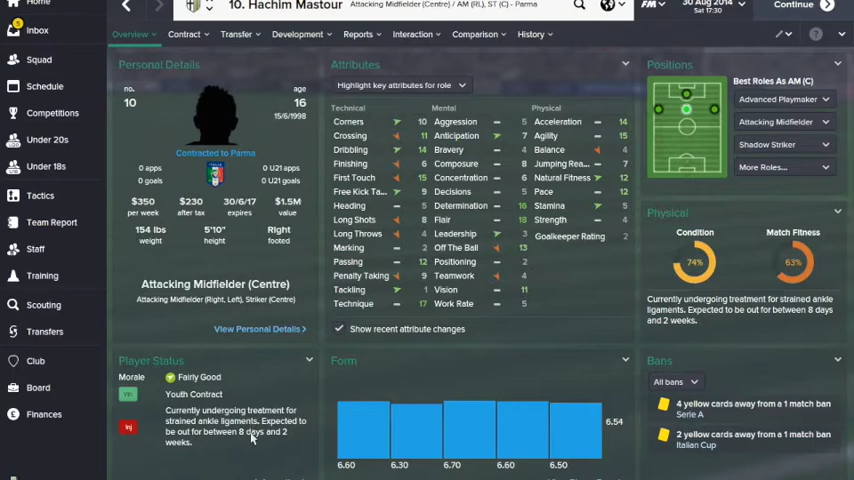 Home
10. Hachim Mastour
Attacking Midfielder (Centre) / AM (RL), ST (C) - Parma
FM
30 Aug 2014
Sat 17:30
Continue
5
Inbox
Squad
Schedule
Competitions
Under 20s
Under 18s
Tactics
Team Report
Staff
Training
Scouting
Transfers
Club
Board
Finances
Overview
Contract
Transfer
Development
Reports
Interaction
Comparison
History
?
Personal Details
no.
10
age
16
15/6/1998
Contracted to Parma
0 apps
0 goals
0 U21 apps
0 U21 goals
$350
per week
$230
after tax
30/6/17
expires
$1.5M
value
154 lbs
weight
5'10"
height
Right
footed
Attacking Midfielder (Centre)
Attacking Midfielder (Right, Left), Striker (Centre)
View Personal Details >
Attributes
Highlight key attributes for role
Technical
Corners 10
Crossing 11
Dribbling 14
Finishing 6
First Touch 15
Free Kick Ta... 9
Heading 5
Long Shots 8
Long Throws 4
Marking 2
Passing 12
Penalty Taking 9
Tackling 1
Technique 17
Mental
Aggression 5
Anticipation 7
Bravery 4
Composure 8
Concentration 6
Decisions 5
Determination 16
Flair 18
Leadership 3
Off The Ball 13
Positioning 2
Teamwork 4
Vision 11
Work Rate 5
Physical
Acceleration 14
Agility 15
Balance 4
Jumping Rea... 7
Natural Fitness 12
Pace 12
Stamina 5
Strength 4
Goalkeeper Rating 2
Show recent attribute changes
Positions
Best Roles As AM (C)
Advanced Playmaker
Attacking Midfielder
Shadow Striker
More Roles...
Physical
Condition
74%
Match Fitness
63%
Currently undergoing treatment for
strained ankle ligaments. Expected to
be out for between 8 days
and 2 weeks.
Player Status
Morale
Fairly Good
Yth
Youth Contract
Inj
Currently undergoing treatment for
strained ankle ligaments. Expected to
be out for between 8 days and 2
weeks.
Form
6.60
6.30
6.70
6.60
6.50
6.54
Bans
All bans
4 yellow cards away from a 1 match ban
Serie A
2 yellow cards away from a 1 match ban
Italian Cup